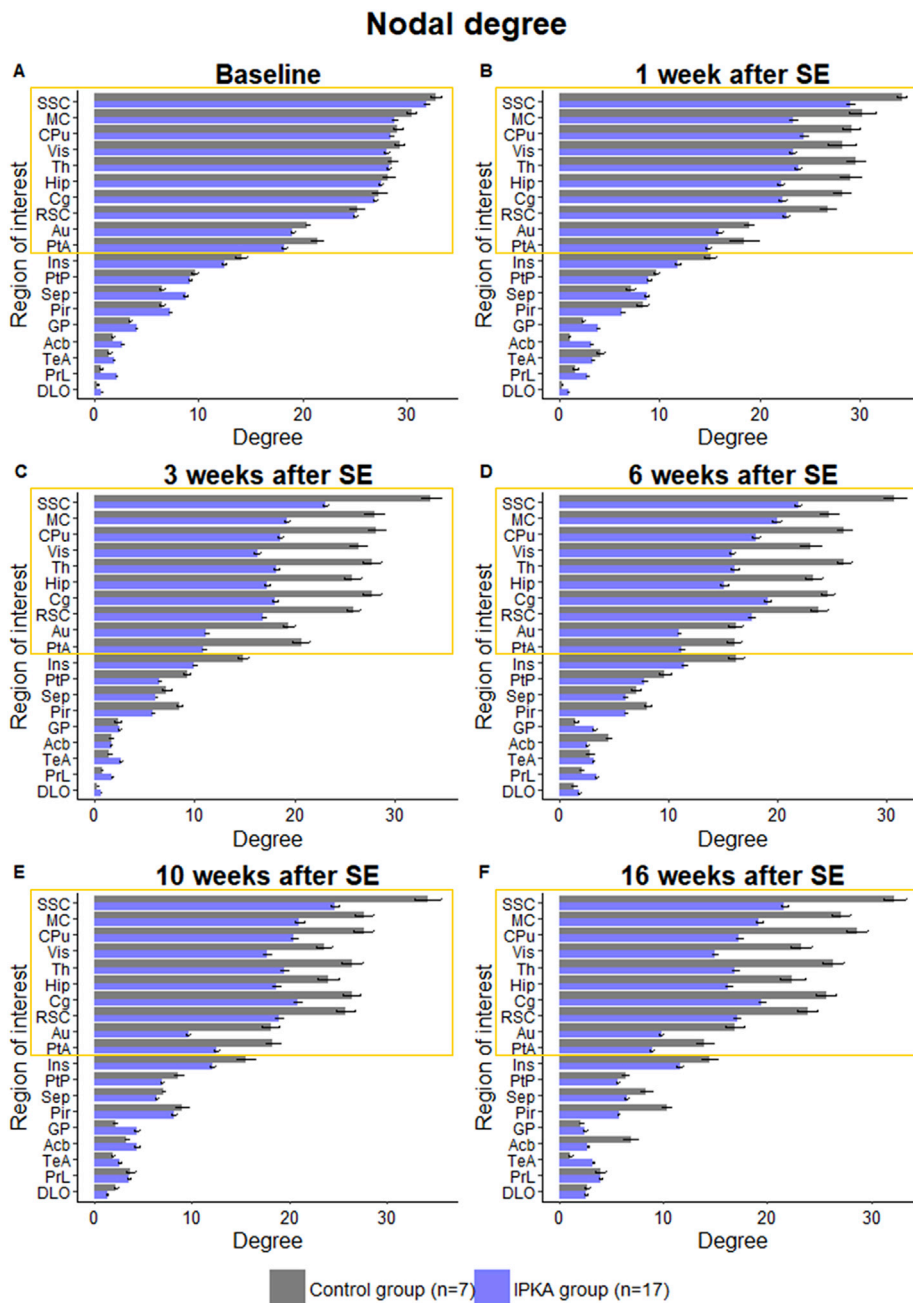 Nodal degree
A Baseline
Region of interest
SSC
MC
CPu
Vis
Th
Hip
Cg
RSC
Au
PtA
Ins
PtP
Sep
Pir
GP
Acb
TeA
PrL
DLO
0 10 20 30
Degree
B 1 week after SE
Region of interest
SSC
MC
CPu
Vis
Th
Hip
Cg
RSC
Au
PtA
Ins
PtP
Sep
Pir
GP
Acb
TeA
PrL
DLO
0 10 20 30
Degree
C 3 weeks after SE
Region of interest
SSC
MC
CPu
Vis
Th
Hip
Cg
RSC
Au
PtA
Ins
PtP
Sep
Pir
GP
Acb
TeA
PrL
DLO
0 10 20 30
Degree
D 6 weeks after SE
Region of interest
SSC
MC
CPu
Vis
Th
Hip
Cg
RSC
Au
PtA
Ins
PtP
Sep
Pir
GP
Acb
TeA
PrL
DLO
0 10 20 30
Degree
E 10 weeks after SE
Region of interest
SSC
MC
CPu
Vis
Th
Hip
Cg
RSC
Au
PtA
Ins
PtP
Sep
Pir
GP
Acb
TeA
PrL
DLO
0 10 20 30
Degree
F 16 weeks after SE
Region of interest
SSC
MC
CPu
Vis
Th
Hip
Cg
RSC
Au
PtA
Ins
PtP
Sep
Pir
GP
Acb
TeA
PrL
DLO
0 10 20 30
Degree
Control group (n=7) IPKA group (n=17)